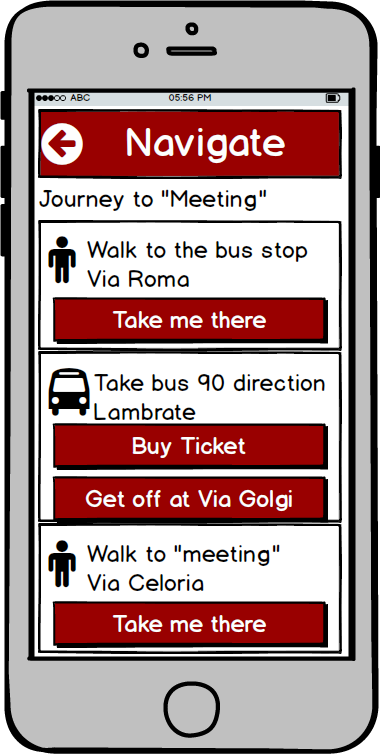 ABC 05:56 PM
Navigate
Journey to "Meeting"
Walk to the bus stop
Via Roma
Take me there
Take bus 90 direction
Lambrate
Buy Ticket
Get off at Via Golgi
Walk to "meeting"
Via Celoria
Take me there